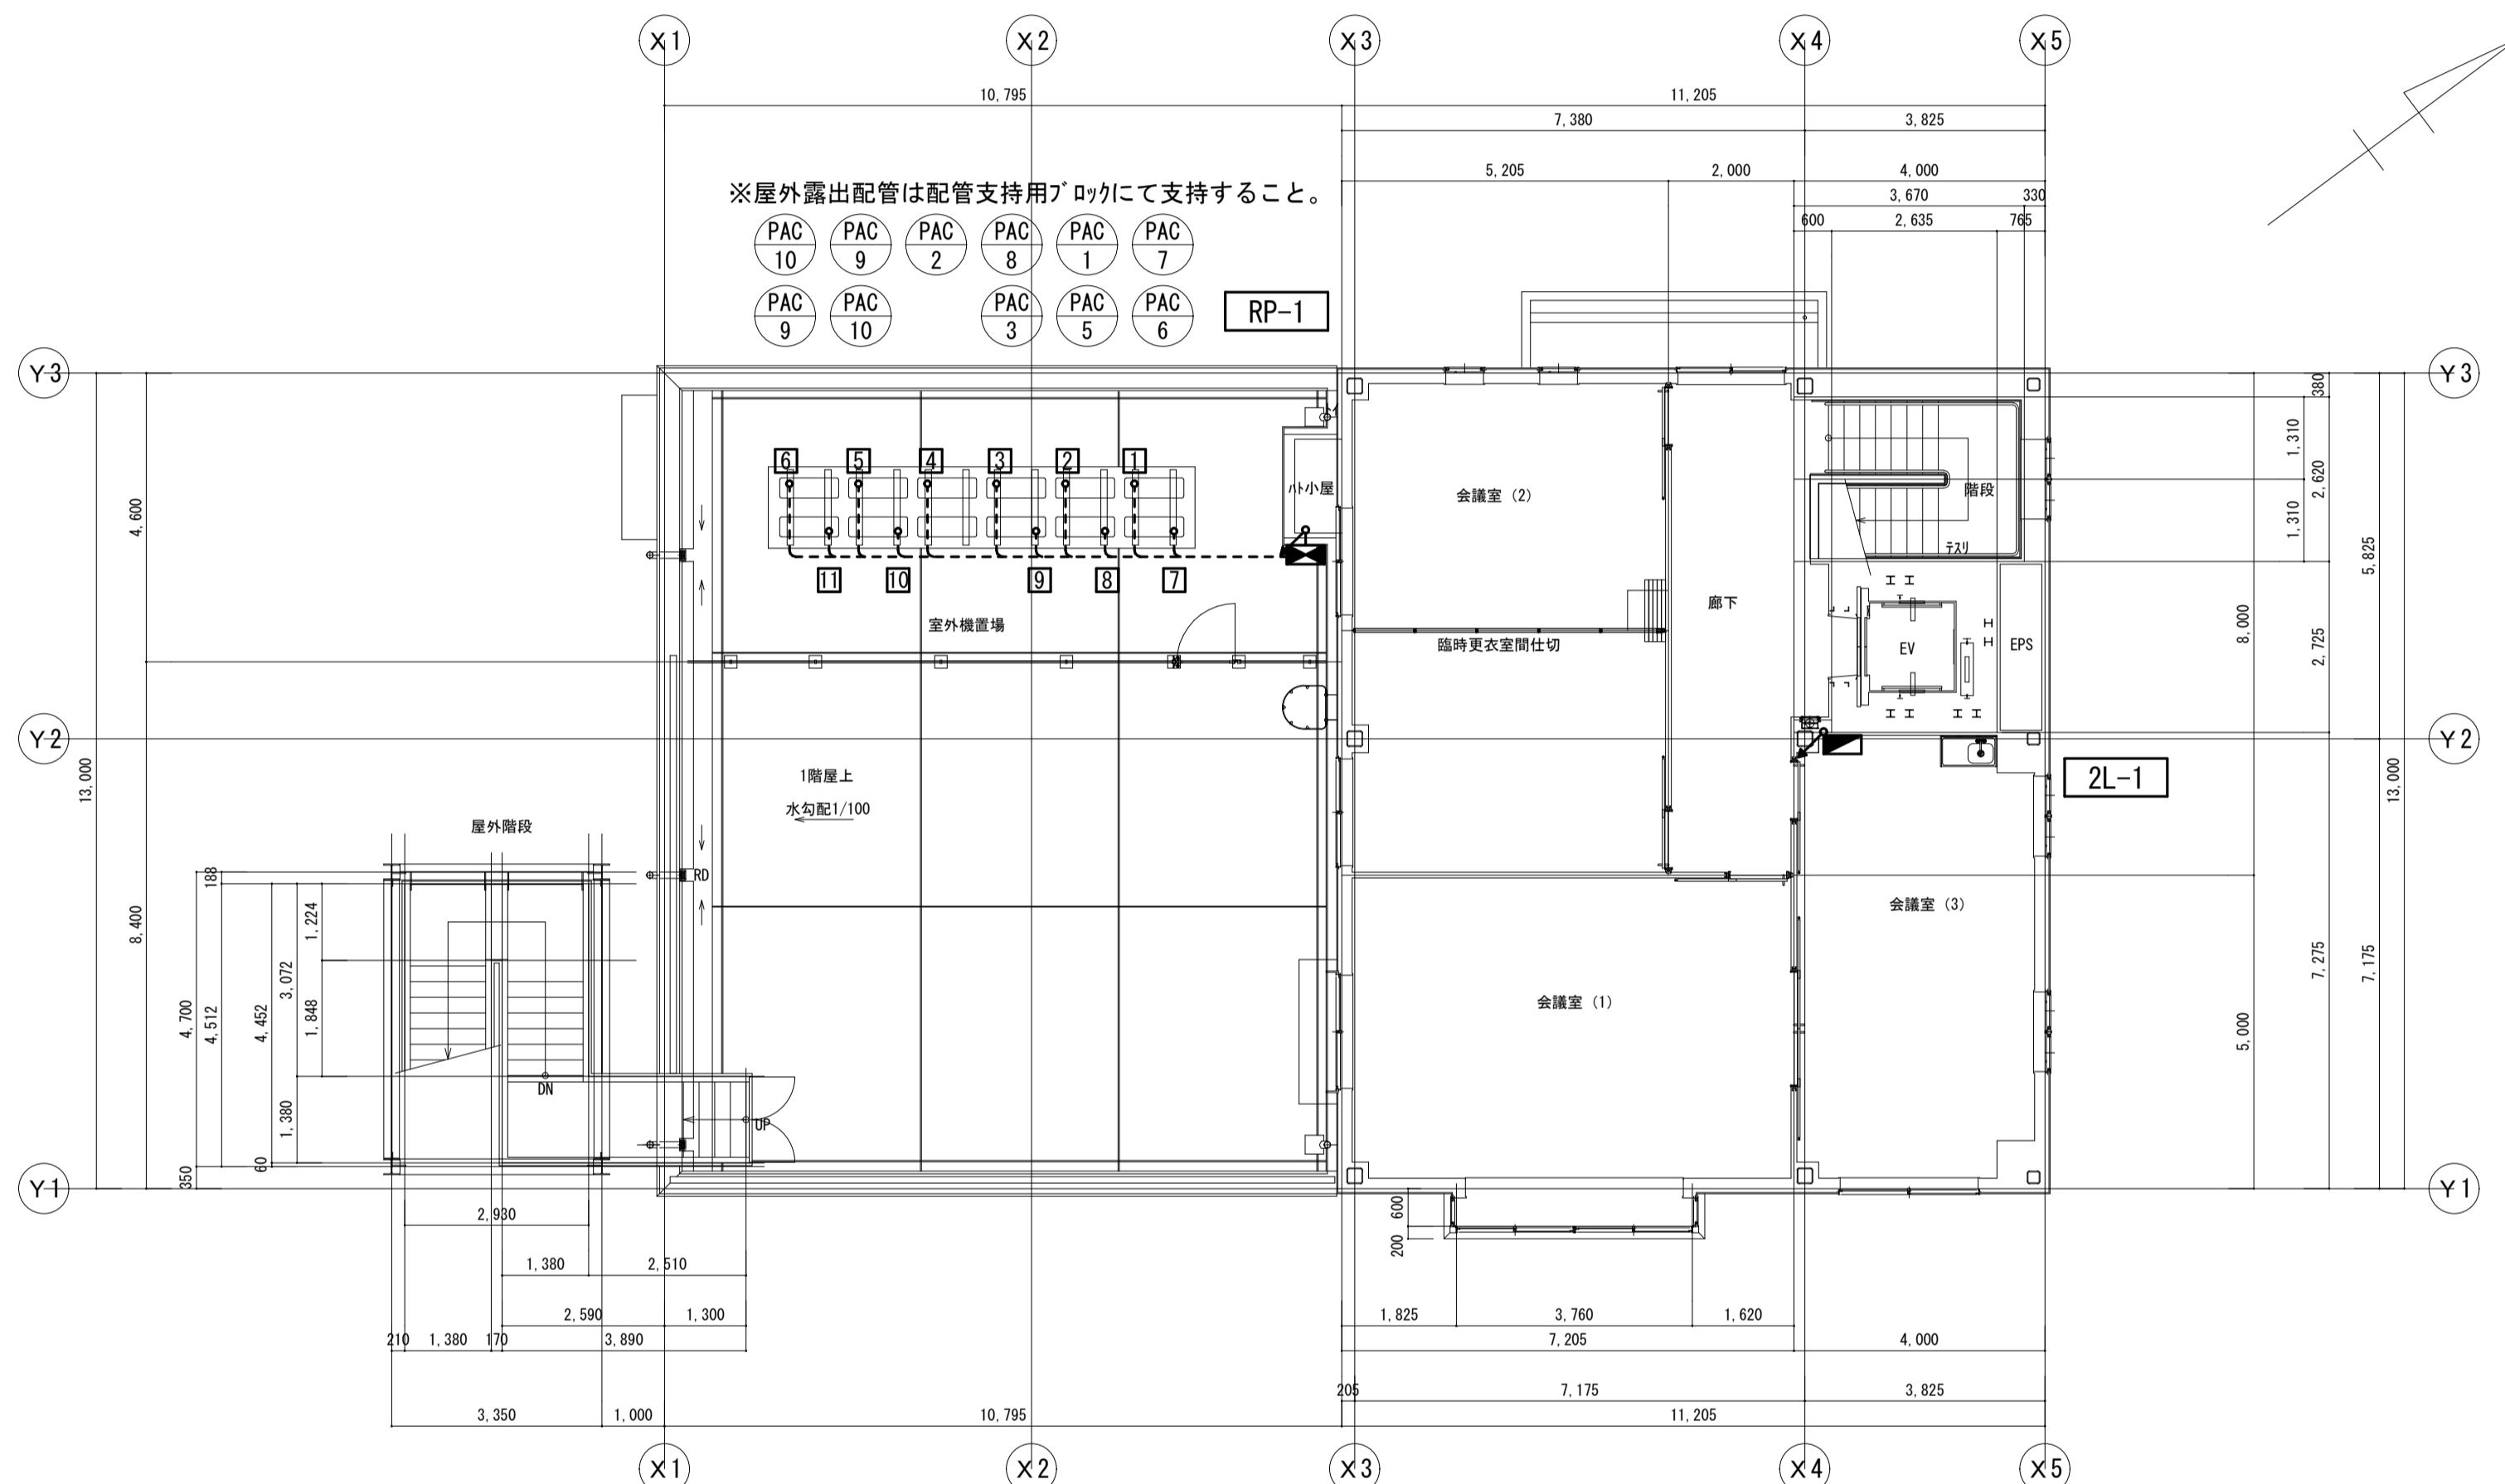 X1 X2 X3 X4 X5
10,795 11,205
7,380 3,825
5,205 2,000 4,000
3,670 330
600 2,635 765
※屋外露出配管は配管支持用ブロックにて支持すること。
PAC 10 PAC 9 PAC 2 PAC 8 PAC 1 PAC 7
PAC 9 PAC 10 PAC 3 PAC 5 PAC 6
RP-1
Y3 Y3
380
1,310
2,620
1,310
5,825
8,000
2,725
4,600
13,000
8,400
6 5 4 3 2 1
11 10 9 8 7
ハト小屋
会議室 (2)
階段
テスリ
室外機置場
廊下
臨時更衣室間仕切
EV
EPS
Y2 Y2
2L-1
13,000
1階屋上
水勾配1/100
屋外階段
RD
会議室 (3)
会議室 (1)
7,275
7,175
5,000
188
1,224
3,072
1,848
4,700
4,512
4,452
1,380
60
350
DN
UP
Y1 Y1
600
200
2,930
1,380 2,510
2,590 1,300
1,825 3,760 1,620
210 1,380 170 3,890
7,205 4,000
205 7,175 3,825
3,350 1,000 10,795 11,205
X1 X2 X3 X4 X5